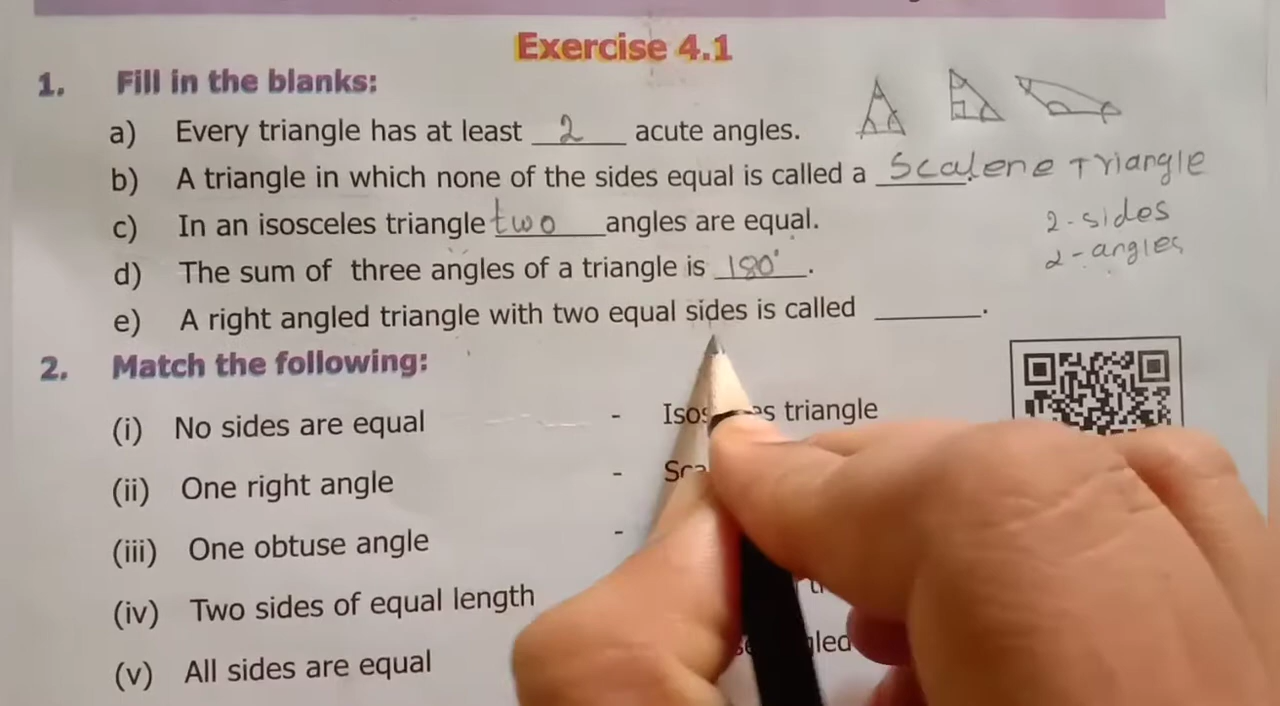 Exercise 4.1
1. Fill in the blanks:
a) Every triangle has at least 2 acute angles.
b) A triangle in which none of the sides equal is called a Scalene Triangle
c) In an isosceles triangle two angles are equal.
2-sides
2-angles
d) The sum of three angles of a triangle is 180°.
e) A right angled triangle with two equal sides is called ______.
2. Match the following:
(i) No sides are equal - triangle
(ii) One right angle -
(iii) One obtuse angle -
(iv) Two sides of equal length
(v) All sides are equal